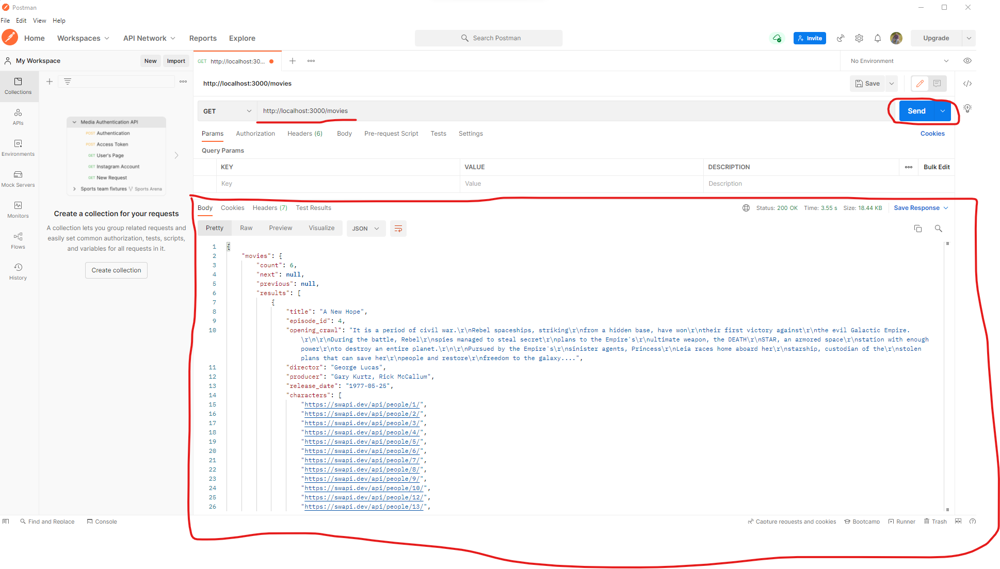 Postman
File Edit View Help
Home Workspaces API Network Reports Explore
Search Postman
Invite
Upgrade
My Workspace
New Import
GET http://localhost:30...
No Environment
Collections
APIs
Environments
Mock Servers
Monitors
Flows
History
Media Authentication API
POST Authentication
POST Access Token
GET User's Page
GET Instagram Account
GET New Request
Sports team fixtures Sports Arena
Create a collection for your requests
A collection lets you group related requests and
easily set common authorization, tests, scripts,
and variables for all requests in it.
Create collection
http://localhost:3000/movies
Save
GET http://localhost:3000/movies
Send
Params Authorization Headers (6) Body Pre-request Script Tests Settings
Cookies
Query Params
KEY VALUE DESCRIPTION
Bulk Edit
Key Value Description
Body Cookies Headers (7) Test Results
Status: 200 OK Time: 3.55 s Size: 18.44 KB
Save Response
Pretty Raw Preview Visualize JSON
1 {
2 "movies": {
3 "count": 6,
4 "next": null,
5 "previous": null,
6 "results": [
7 {
8 "title": "A New Hope",
9 "episode_id": 4,
10 "opening_crawl": "It is a period of civil war.\r\nRebel spaceships, striking\r\nfrom a hidden base, have won\r\ntheir first victory against\r\nthe evil Galactic Empire.
\r\n\r\nDuring the battle, Rebel\r\nspies managed to steal secret\r\nplans to the Empire's\r\nultimate weapon, the DEATH\r\nSTAR, an armored space\r\nstation with enough
power\r\nto destroy an entire planet.\r\n\r\nPursued by the Empire's\r\nsinister agents, Princess\r\nLeia races home aboard her\r\nstarship, custodian of the\r\nstolen
plans that can save her\r\npeople and restore\r\nfreedom to the galaxy....",
11 "director": "George Lucas",
12 "producer": "Gary Kurtz, Rick McCallum",
13 "release_date": "1977-05-25",
14 "characters": [
15 "https://swapi.dev/api/people/1/",
16 "https://swapi.dev/api/people/2/",
17 "https://swapi.dev/api/people/3/",
18 "https://swapi.dev/api/people/4/",
19 "https://swapi.dev/api/people/5/",
20 "https://swapi.dev/api/people/6/",
21 "https://swapi.dev/api/people/7/",
22 "https://swapi.dev/api/people/8/",
23 "https://swapi.dev/api/people/9/",
24 "https://swapi.dev/api/people/10/",
25 "https://swapi.dev/api/people/12/",
26 "https://swapi.dev/api/people/13/",
Find and Replace Console
Capture requests and cookies Bootcamp Runner Trash